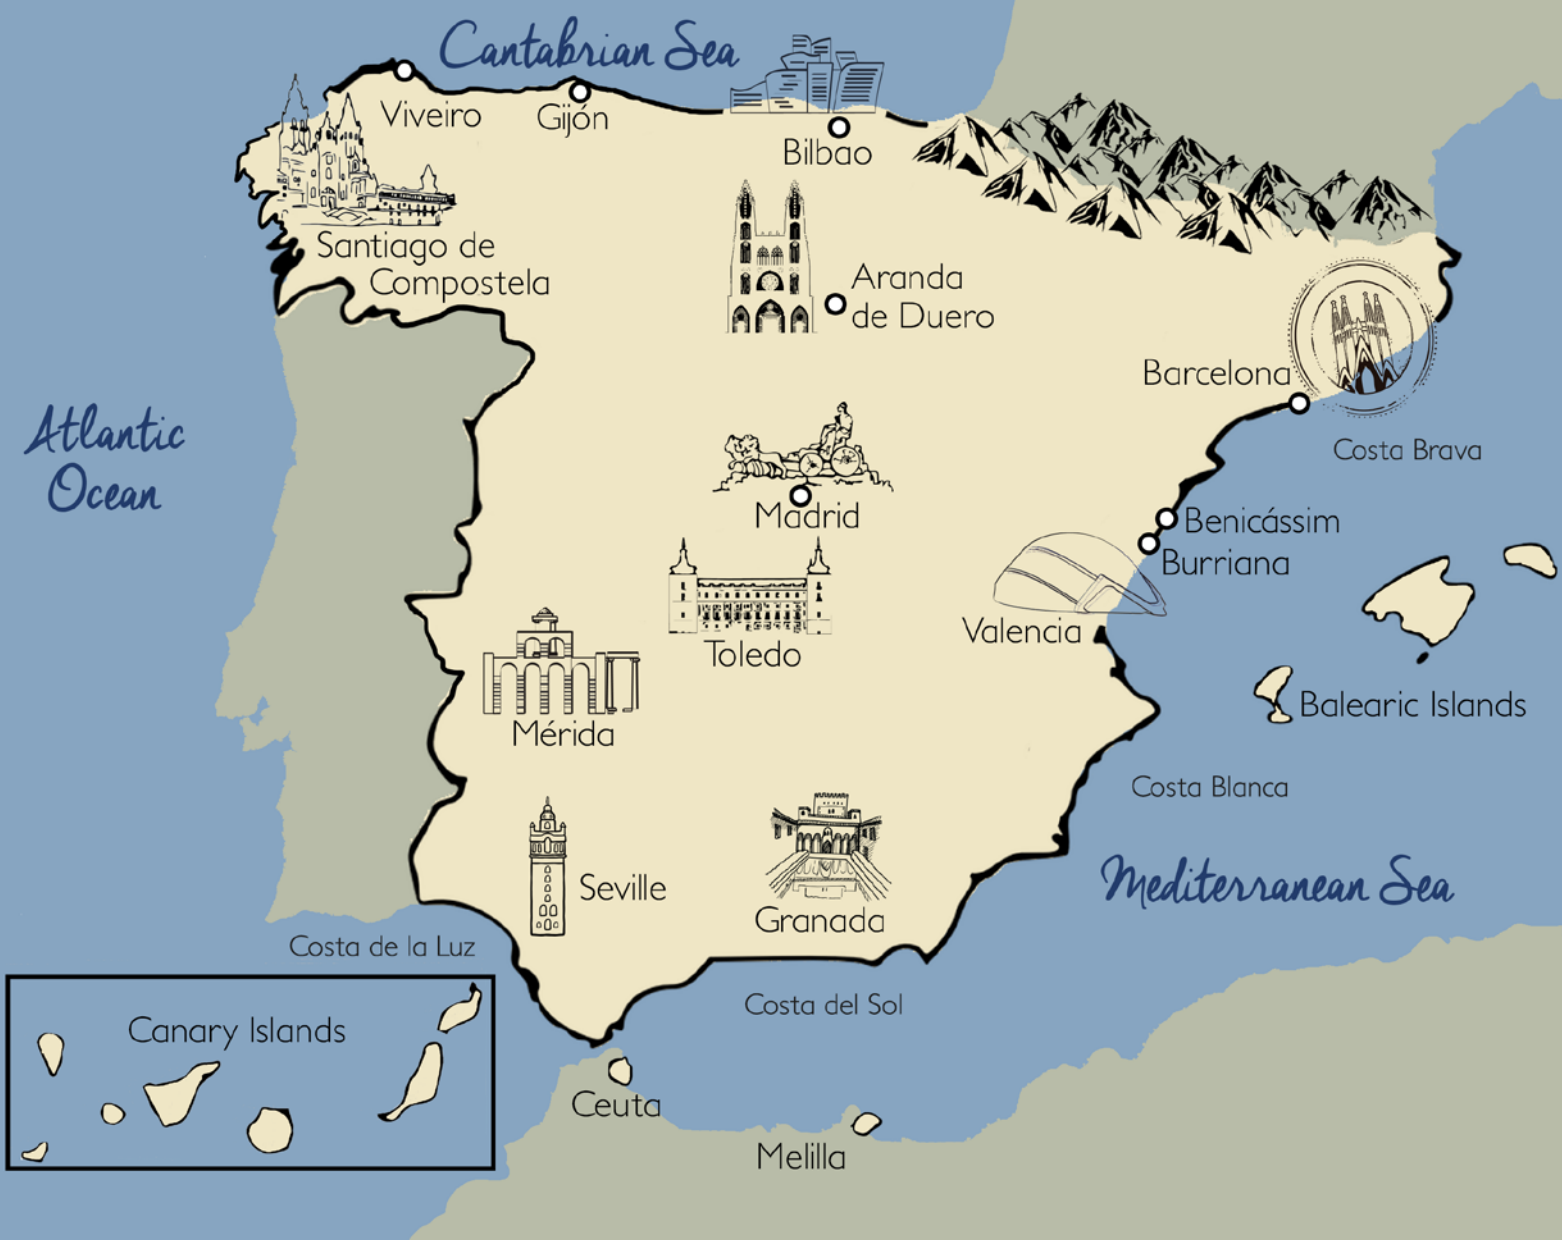 Cantabrian Sea
Viveiro
Gijón
Bilbao
Santiago de
Compostela
Aranda
de Duero
Barcelona
Atlantic
Ocean
Costa Brava
Madrid
Benicássim
Burriana
Valencia
Toledo
Balearic Islands
Mérida
Costa Blanca
Seville
Granada
Mediterranean Sea
Costa de la Luz
Costa del Sol
Canary Islands
Ceuta
Melilla